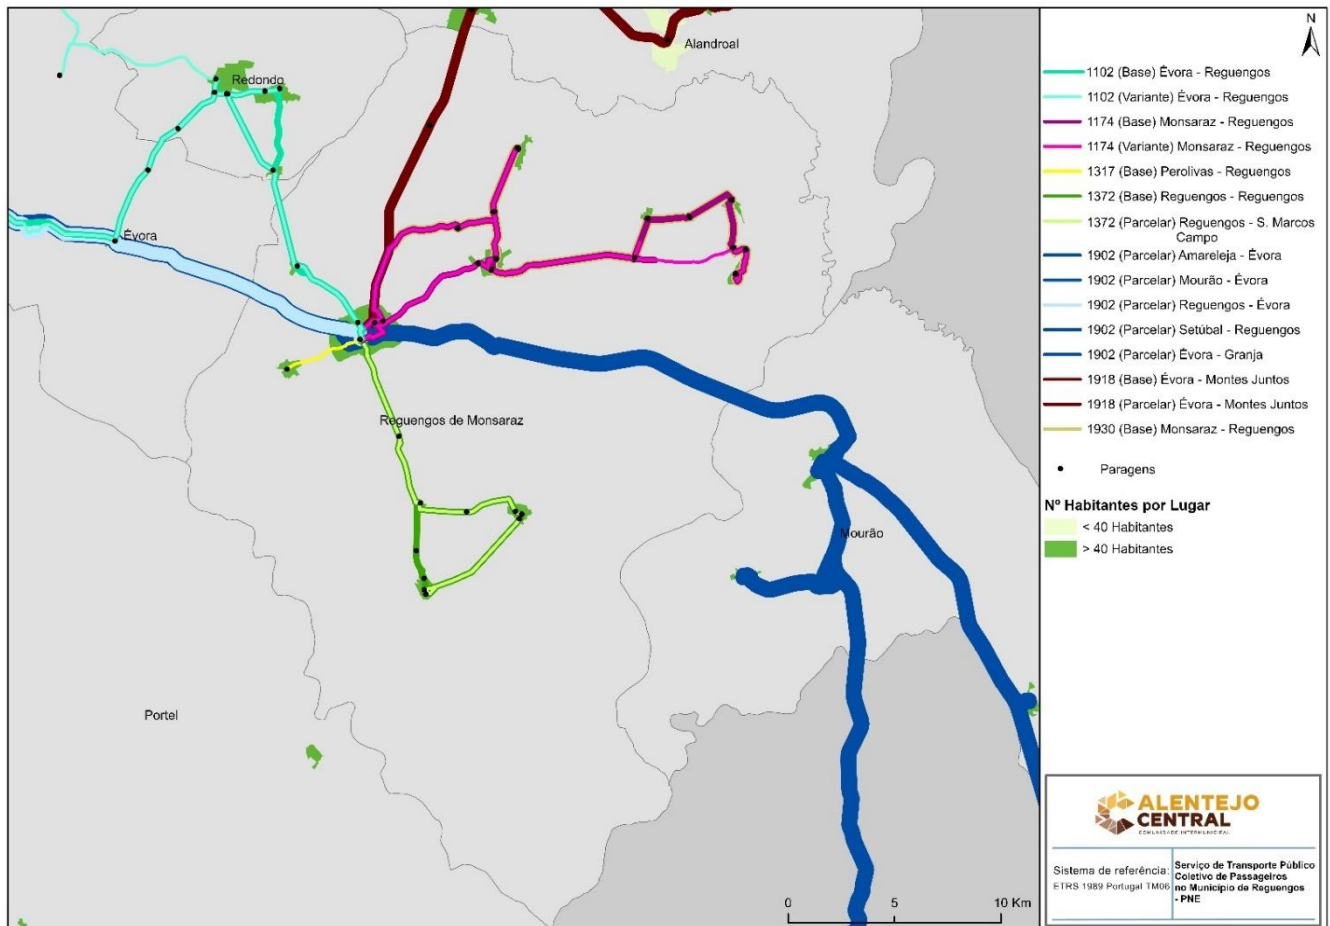 Alandroal
Redondo
Évora
Reguengos de Monsaraz
Mourão
Portel
0 5 10 Km
N
1102 (Base) Évora - Reguengos
1102 (Variante) Évora - Reguengos
1174 (Base) Monsaraz - Reguengos
1174 (Variante) Monsaraz - Reguengos
1317 (Base) Perolivas - Reguengos
1372 (Base) Reguengos - Reguengos
1372 (Parcelar) Reguengos - S. Marcos
Campo
1902 (Parcelar) Amareleja - Évora
1902 (Parcelar) Mourão - Évora
1902 (Parcelar) Reguengos - Évora
1902 (Parcelar) Setúbal - Reguengos
1902 (Parcelar) Évora - Granja
1918 (Base) Évora - Montes Juntos
1918 (Parcelar) Évora - Montes Juntos
1930 (Base) Monsaraz - Reguengos
Paragens
Nº Habitantes por Lugar
< 40 Habitantes
> 40 Habitantes
ALENTEJO
CENTRAL
COMUNIDADE INTERMUNICIPAL
Sistema de referência:
ETRS 1989 Portugal TM06
Serviço de Transporte Público
Coletivo de Passageiros
no Município de Reguengos
- PNE